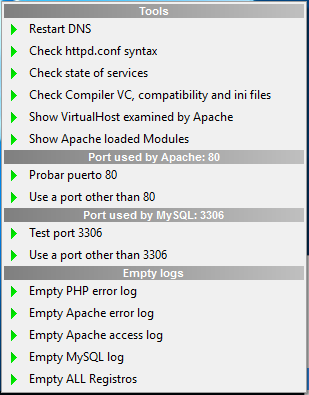 Tools
Restart DNS
Check httpd.conf syntax
Check state of services
Check Compiler VC, compatibility and ini files
Show VirtualHost examined by Apache
Show Apache loaded Modules
Port used by Apache: 80
Probar puerto 80
Use a port other than 80
Port used by MySQL: 3306
Test port 3306
Use a port other than 3306
Empty logs
Empty PHP error log
Empty Apache error log
Empty Apache access log
Empty MySQL log
Empty ALL Registros